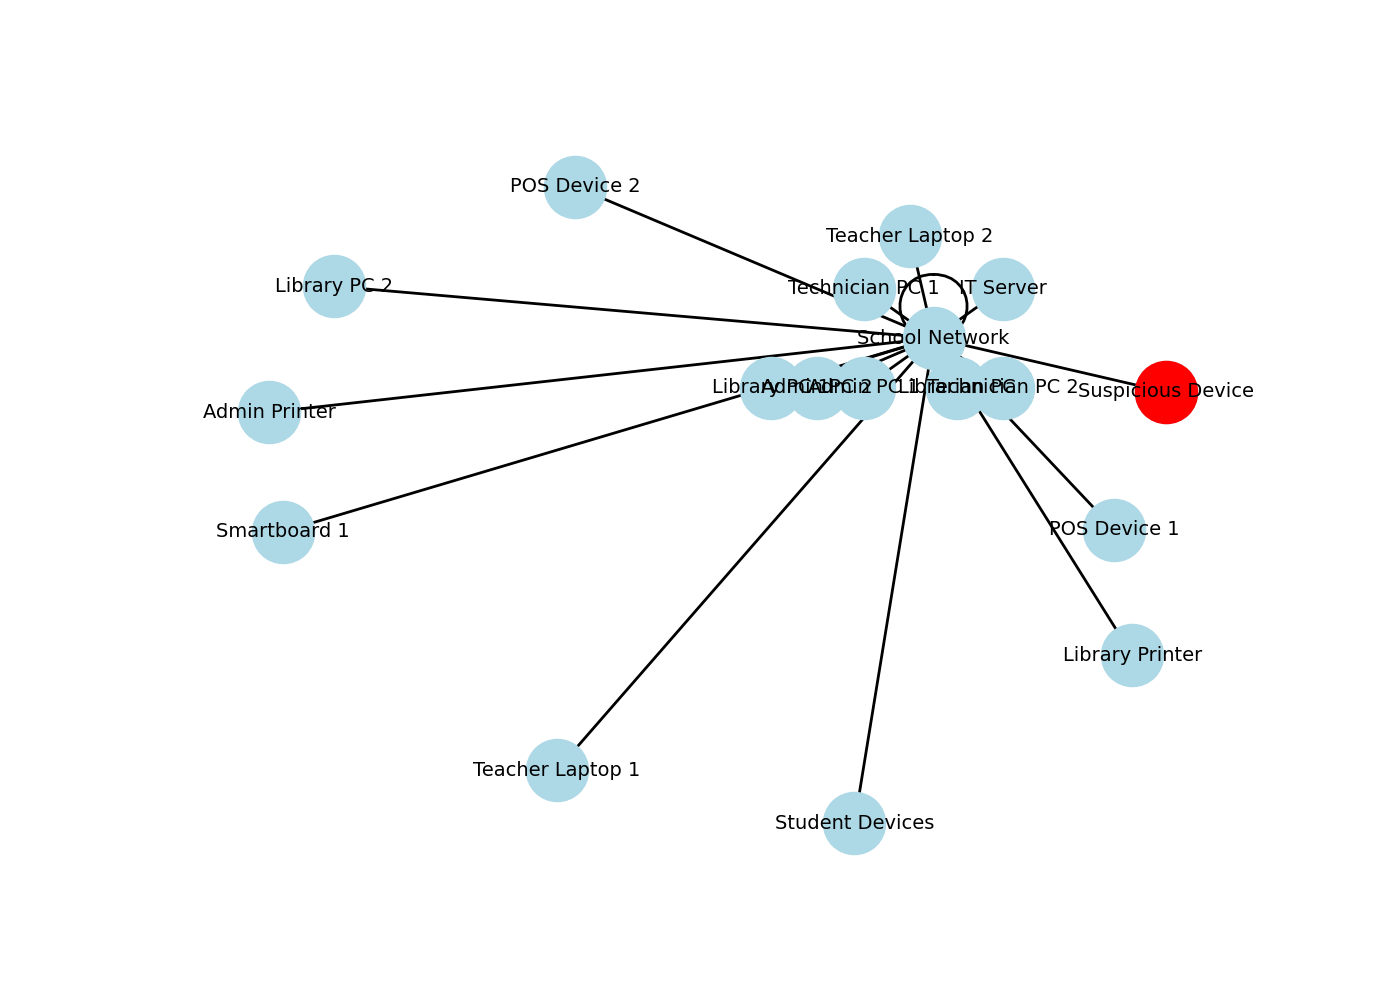 POS Device 2
Teacher Laptop 2
Library PC 2
Technician PC 1
IT Server
School Network
Library PC 1
Admin PC 2
Admin PC 1
Librarian PC
Technician PC 2
Suspicious Device
Admin Printer
Smartboard 1
POS Device 1
Library Printer
Teacher Laptop 1
Student Devices